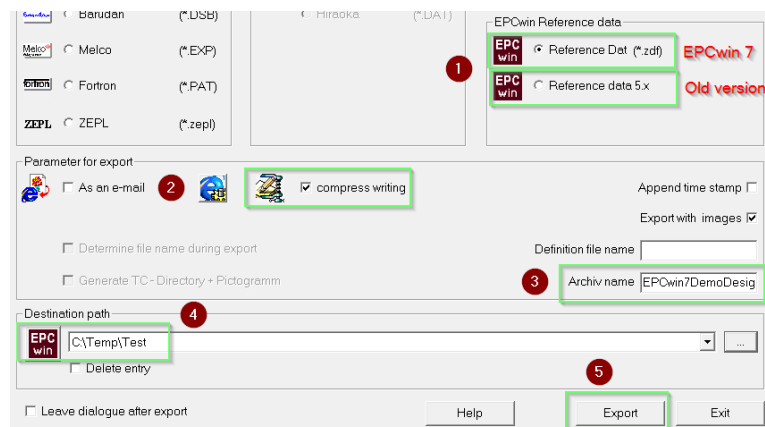 Barudan (*.DSB)
Hiraoka (*.DAT)
EPCwin Reference data
Melco Melco (*.EXP)
EPC win Reference Dat (*.zdf) EPCwin 7
1
fortron Fortron (*.PAT)
EPC win Reference data 5.x Old version
ZEPL ZEPL (*.zepl)
Parameter for export
As an e-mail 2 compress writing Append time stamp
Export with images
Determine file name during export Definition file name
Generate TC - Directory + Pictogramm 3 Archiv name EPCwin7DemoDesig
Destination path 4
EPC win C:\Temp\Test ...
Delete entry
5
Leave dialogue after export Help Export Exit